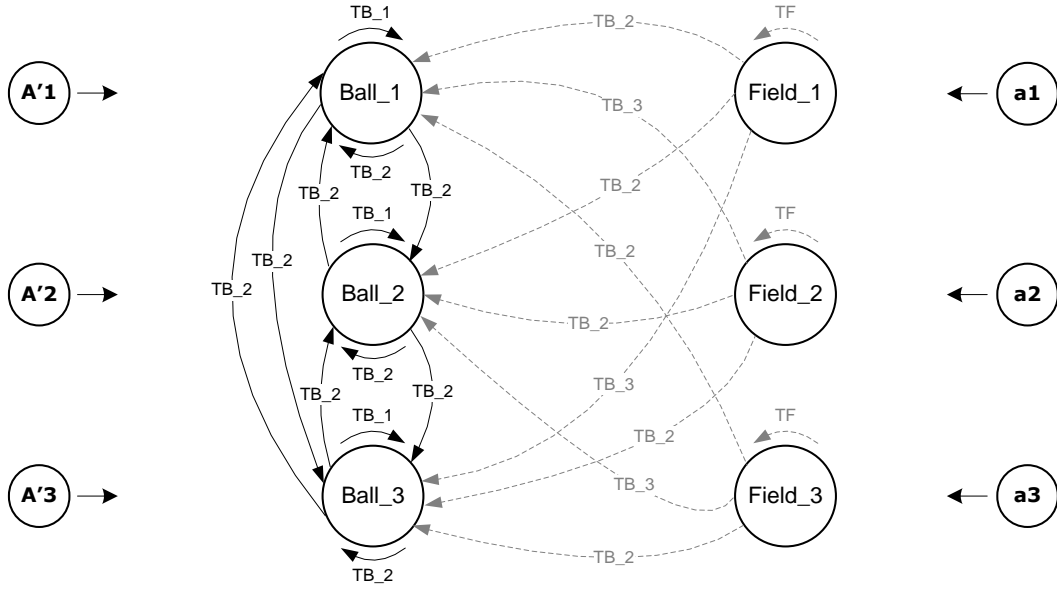 TB_1
TB_2
TF
A'1
Ball_1
Field_1
a1
TB_3
TB_2
TB_2
TB_2
TB_2
TB_1
TB_2
TF
TB_2
TB_2
A'2
Ball_2
Field_2
a2
TB_2
TB_2
TB_2
TB_2
TB_3
TB_1
TF
TB_2
A'3
Ball_3
TB_3
Field_3
a3
TB_2
TB_2